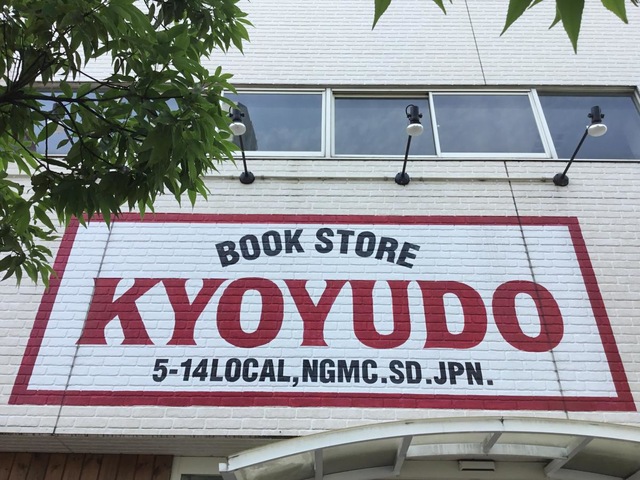 BOOK STORE
KYOYUDO
5-14LOCAL,NGMC.SD.JPN.